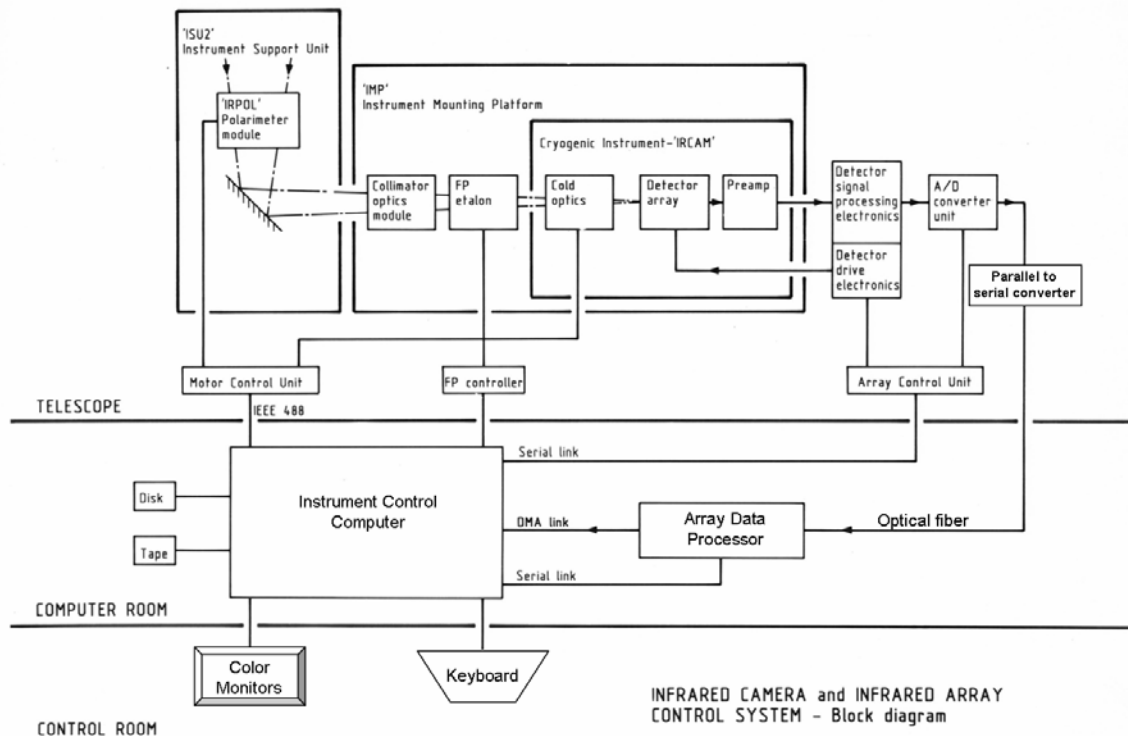 'ISU2'
Instrument Support Unit
'IRPOL'
Polarimeter
module
'IMP'
Instrument Mounting Platform
Cryogenic Instrument-'IRCAM'
Collimator
optics
module
FP
etalon
Cold
optics
Detector
array
Preamp
Detector
signal
processing
electronics
Detector
drive
electronics
A/D
converter
unit
Parallel to
serial converter
Motor Control Unit
FP controller
Array Control Unit
TELESCOPE
IEEE 488
Serial link
Disk
Instrument Control
Computer
DMA link
Array Data
Processor
Optical fiber
Tape
Serial link
COMPUTER ROOM
Color
Monitors
Keyboard
INFRARED CAMERA and INFRARED ARRAY
CONTROL SYSTEM - Block diagram
CONTROL ROOM